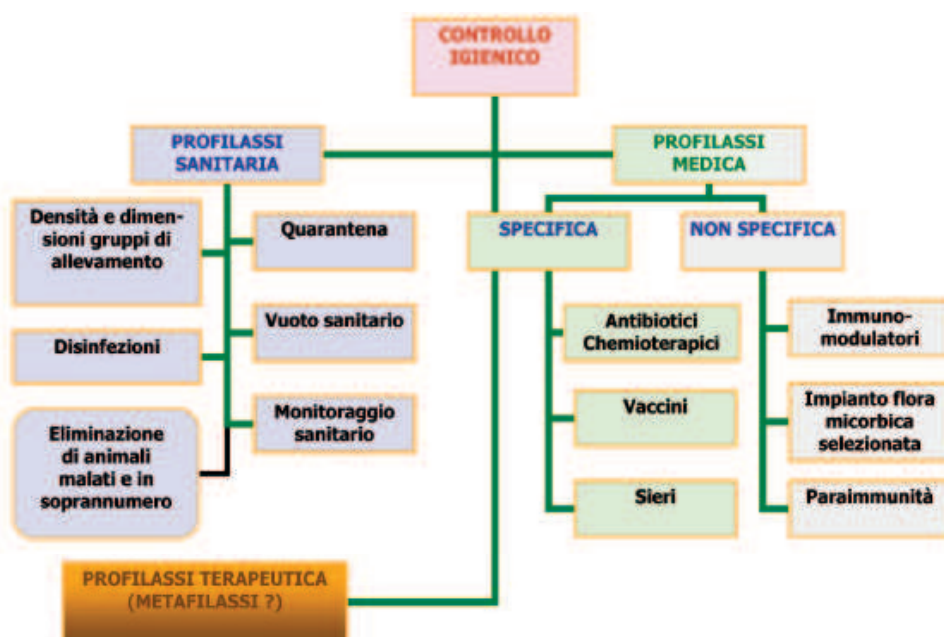 CONTROLLO
IGIENICO
PROFILASSI
SANITARIA
PROFILASSI
MEDICA
Densità e dimen-
sioni gruppi di
allevamento
Quarantena
SPECIFICA
NON SPECIFICA
Disinfezioni
Vuoto sanitario
Antibiotici
Chemioterapici
Immuno-
modulatori
Eliminazione
di animali
malati e in
soprannumero
Monitoraggio
sanitario
Vaccini
Impianto flora
micorbica
selezionata
Sieri
Paraimmunità
PROFILASSI TERAPEUTICA
(METAFILASSI ?)